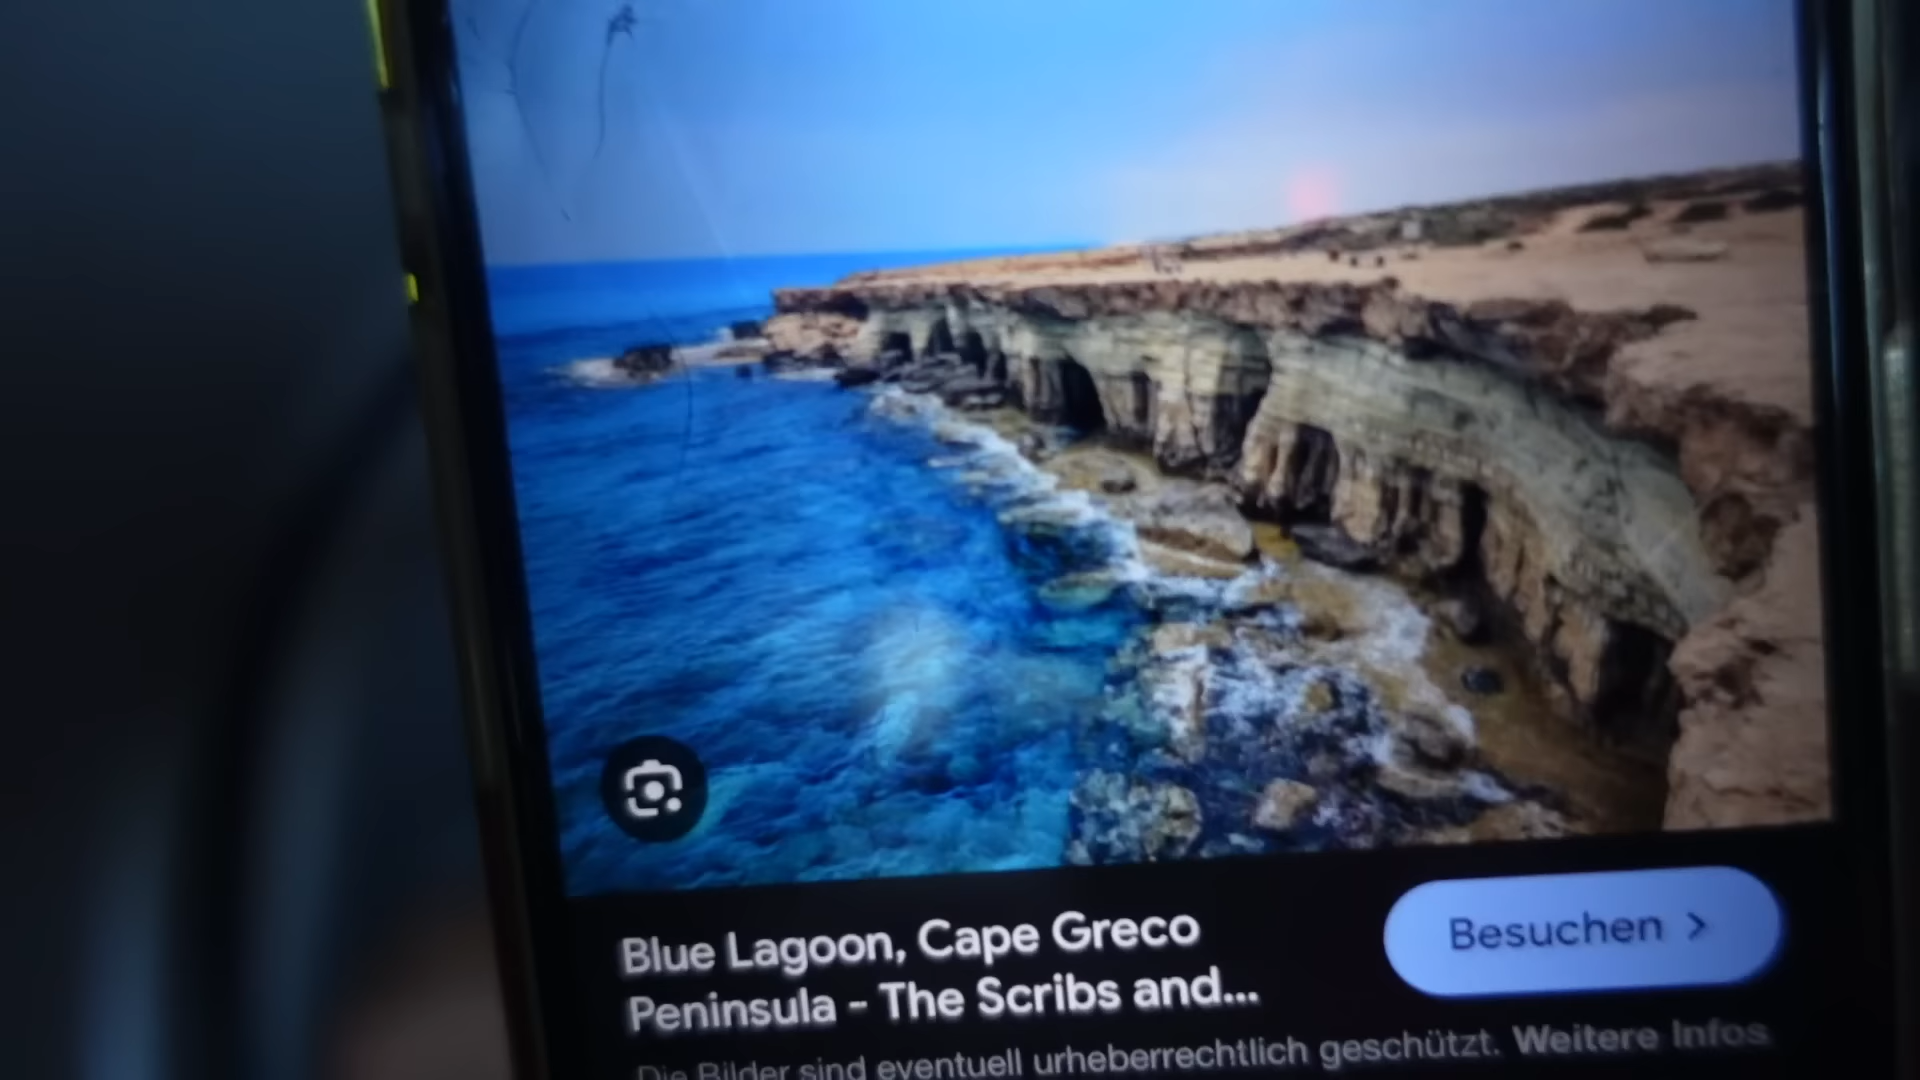 Blue Lagoon, Cape Greco
Peninsula - The Scribs and...
Besuchen >
Die Bilder sind eventuell urheberrechtlich geschützt. Weitere Infos